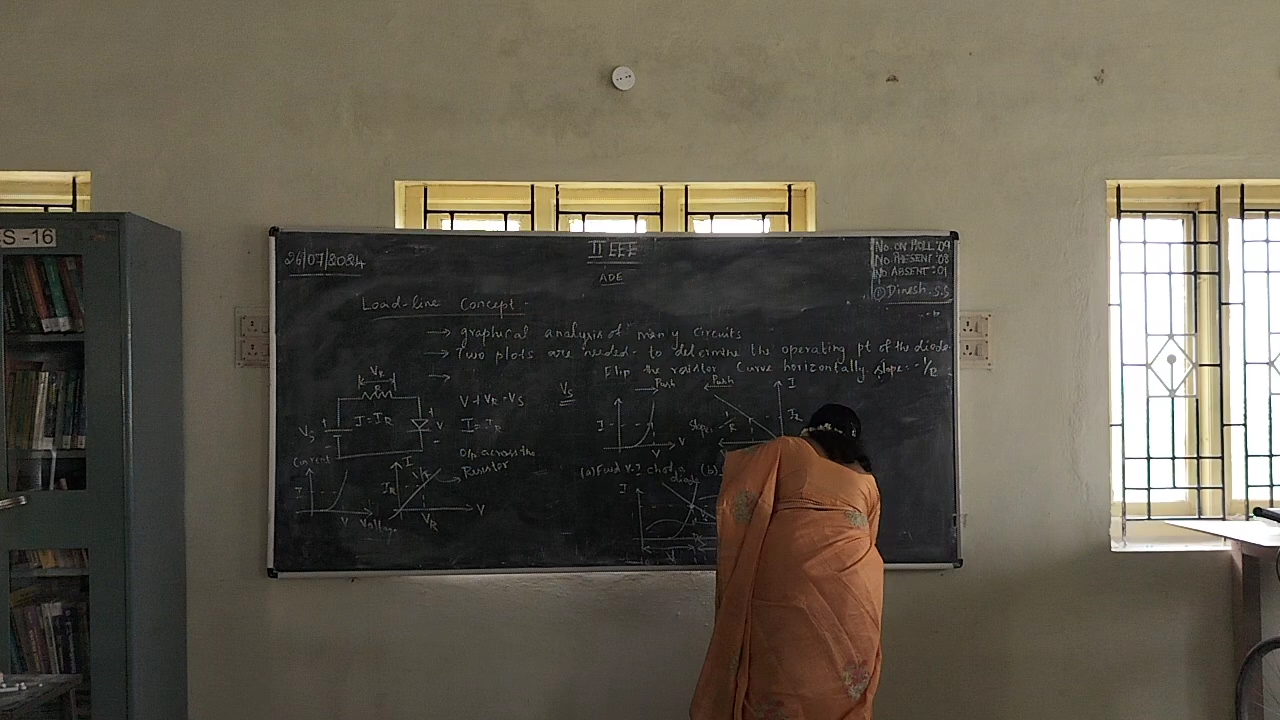 S -16
26/07/2024
II EEE
ADE
No. ON ROLL : 09
No. PRESENT : 08
NO ABSENT : 01
① Dinesh. S.S
Load-line Concept -
→ graphical analysis of many circuits
→ Two plots are needed- to determine the operating pt of the diode.
→
Flip the resistor Curve horizontally. slope = -1/R
VR
R
Vs
+
-
I = IR
+
V
-
V + VR = Vs
I = IR
Vs
O/p across the
Resistor
Current
I
V Voltage
I
IR
1/R
VR
V
Push
I
V
Push
I
IR
slope:
(a) Fwd V-I
diode
(b)
I
V